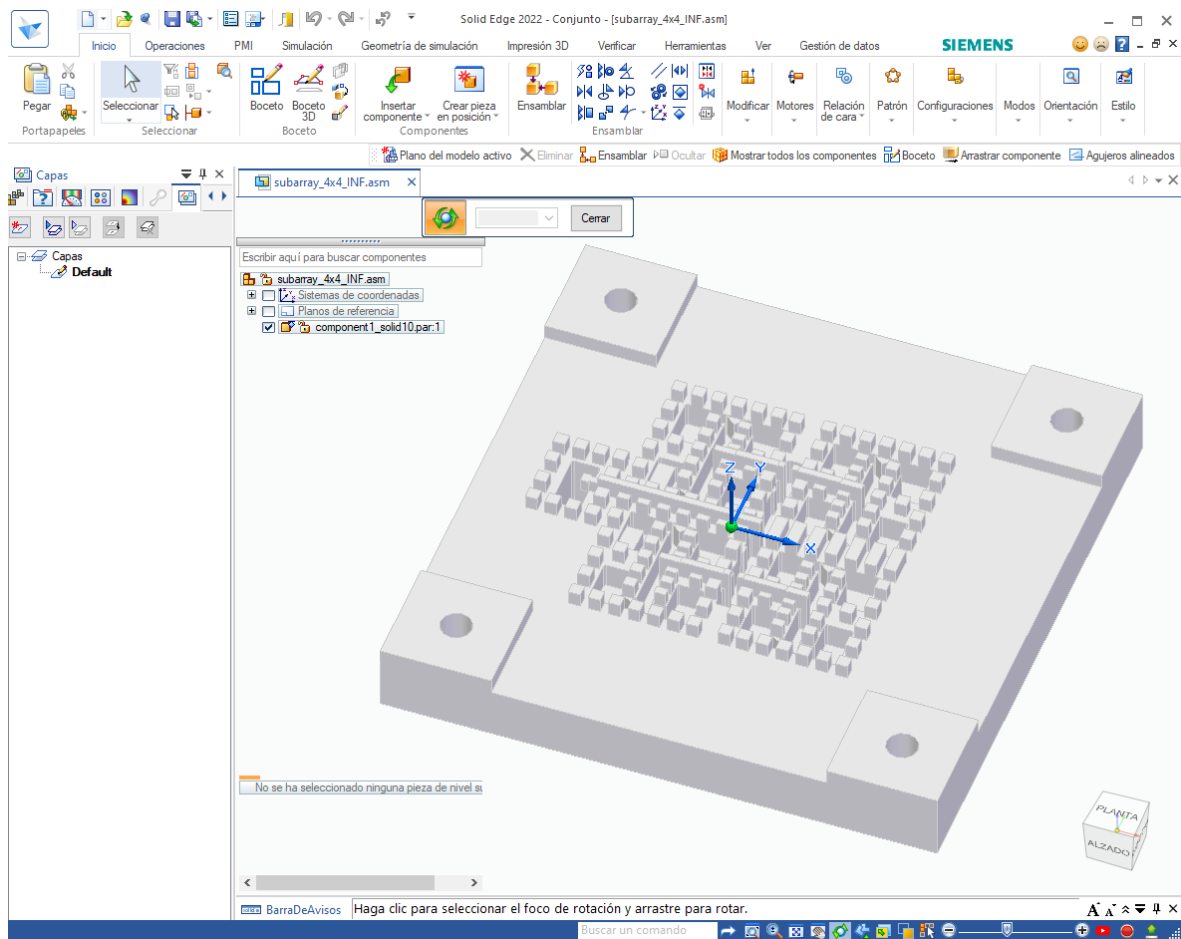 Solid Edge 2022 - Conjunto - [subarray_4x4_INF.asm]
Inicio Operaciones PMI Simulación Geometría de simulación Impresión 3D Verificar Herramientas Ver Gestión de datos SIEMENS
Pegar Seleccionar Boceto Boceto 3D Insertar componente Crear pieza en posición Ensamblar Modificar Motores Relación de cara Patrón Configuraciones Modos Orientación Estilo
Portapapeles Seleccionar Boceto Componentes Ensamblar
Plano del modelo activo Eliminar Ensamblar Ocultar Mostrar todos los componentes Boceto Arrastrar componente Agujeros alineados
Capas
subarray_4x4_INF.asm
Cerrar
Capas
Default
Escribir aquí para buscar componentes
subarray_4x4_INF.asm
Sistemas de coordenadas
Planos de referencia
component1_solid10.par:1
Z Y
X
No se ha seleccionado ninguna pieza de nivel su
PLANTA
ALZADO
BarraDeAvisos Haga clic para seleccionar el foco de rotación y arrastre para rotar.
Buscar un comando